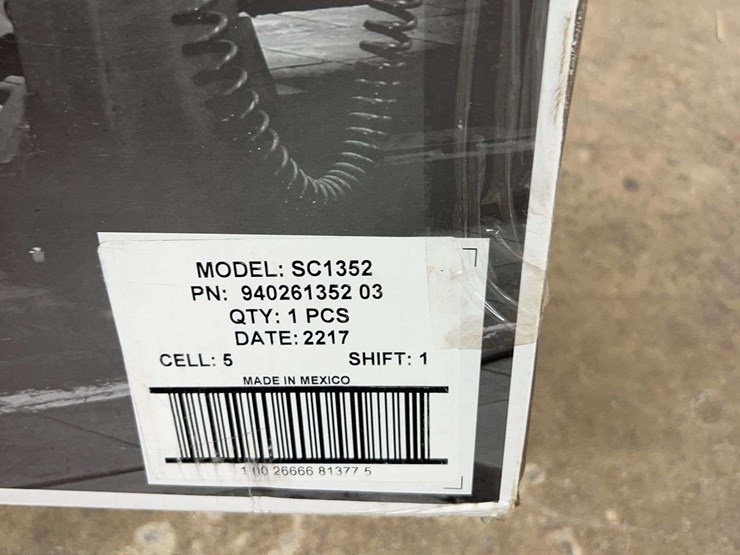 MODEL: SC1352
PN: 940261352 03
QTY: 1 PCS
DATE: 2217
CELL: 5 SHIFT: 1
MADE IN MEXICO
1 00 26666 81377 5